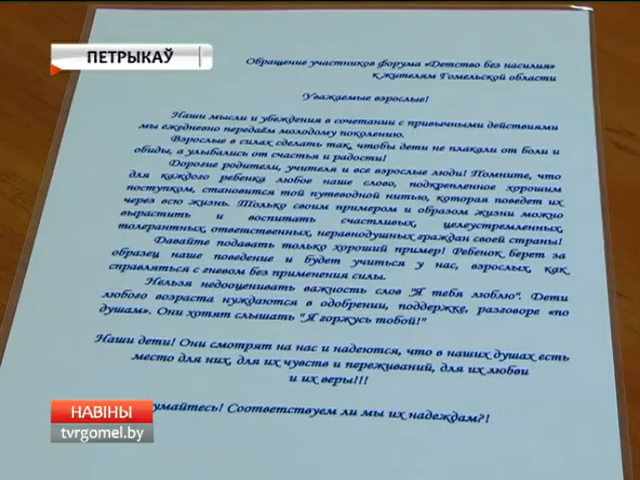 ПЕТРЫКАЎ
Обращение участников форума «Детство без насилия»
к жителям Гомельской области
Уважаемые взрослые!
Наши мысли и убеждения в сочетании с привычными действиями
мы ежедневно передаём молодому поколению.
Взрослые в силах сделать так, чтобы дети не плакали от боли и
обиды, а улыбались от счастья и радости!
Дорогие родители, учителя и все взрослые люди! Помните, что
для каждого ребенка любое наше слово, подкрепленное хорошим
поступком, становится той путеводной нитью, которая поведет их
через всю жизнь. Только своим примером и образом жизни можно
вырастить и воспитать счастливых, целеустремленных,
толерантных, ответственных, неравнодушных граждан своей страны!
Давайте подавать только хороший пример! Ребенок берет за
образец наше поведение и будет учиться у нас, взрослых, как
справляться с гневом без применения силы.
Нельзя недооценивать важность слов "Я тебя люблю". Дети
любого возраста нуждаются в одобрении, поддержке, разговоре «по
душам». Они хотят слышать "Я горжусь тобой!"
Наши дети! Они смотрят на нас и надеются, что в наших душах есть
место для них, для их чувств и переживаний, для их любви
и их веры!!!
умайтесь! Соответствуем ли мы их надеждам?!
НАВІНЫ
tvrgomel.by